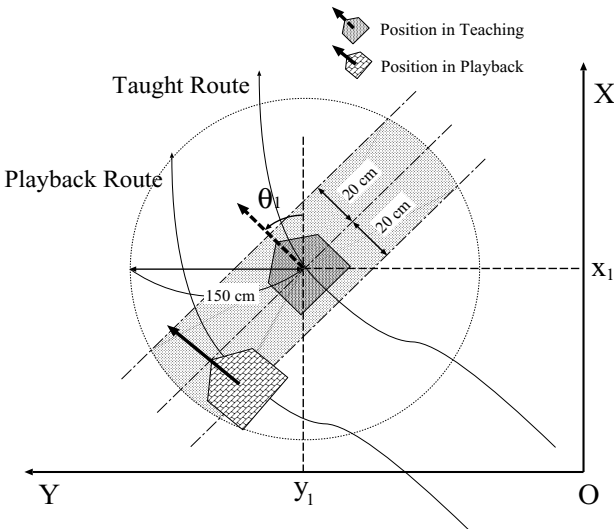 Position in Teaching
Position in Playback
Taught Route
X
Playback Route
20 cm
θ1
20 cm
x1
150 cm
Y
y1
O